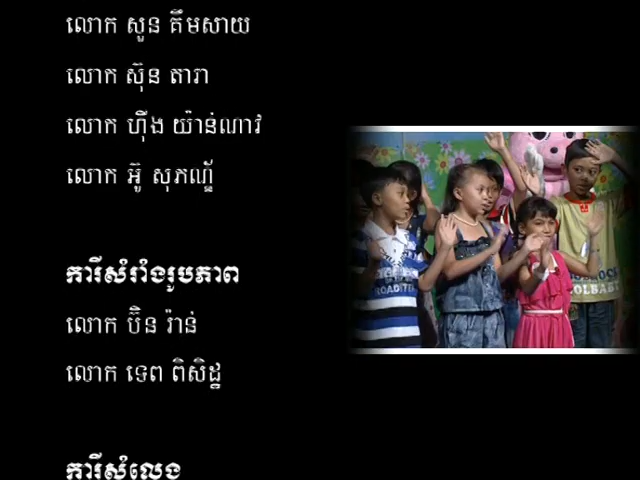 លោក សួន គឹមសាយ
លោក ស៊ុន តារា
លោក ហ៊ីង យ៉ាន់ណាវ
លោក អ៊ូ សុភណ្ឌ័
ការីសំរាំងរូបភាព
លោក ប៊ិន រ៉ាន់
លោក ទេព ពិសិដ្ឋ
ការីសំលេង